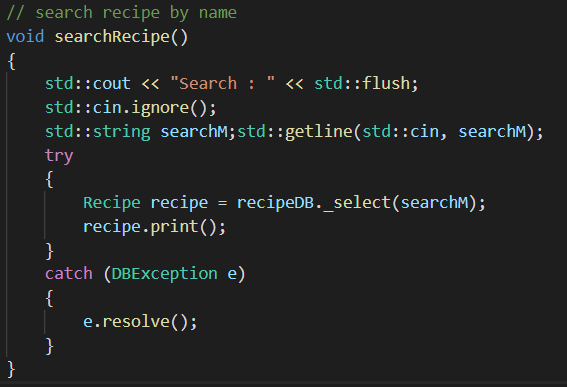 // search recipe by name
void searchRecipe()
{
    std::cout << "Search : " << std::flush;
    std::cin.ignore();
    std::string searchM;std::getline(std::cin, searchM);
    try
    {
        Recipe recipe = recipeDB._select(searchM);
        recipe.print();
    }
    catch (DBException e)
    {
        e.resolve();
    }
}